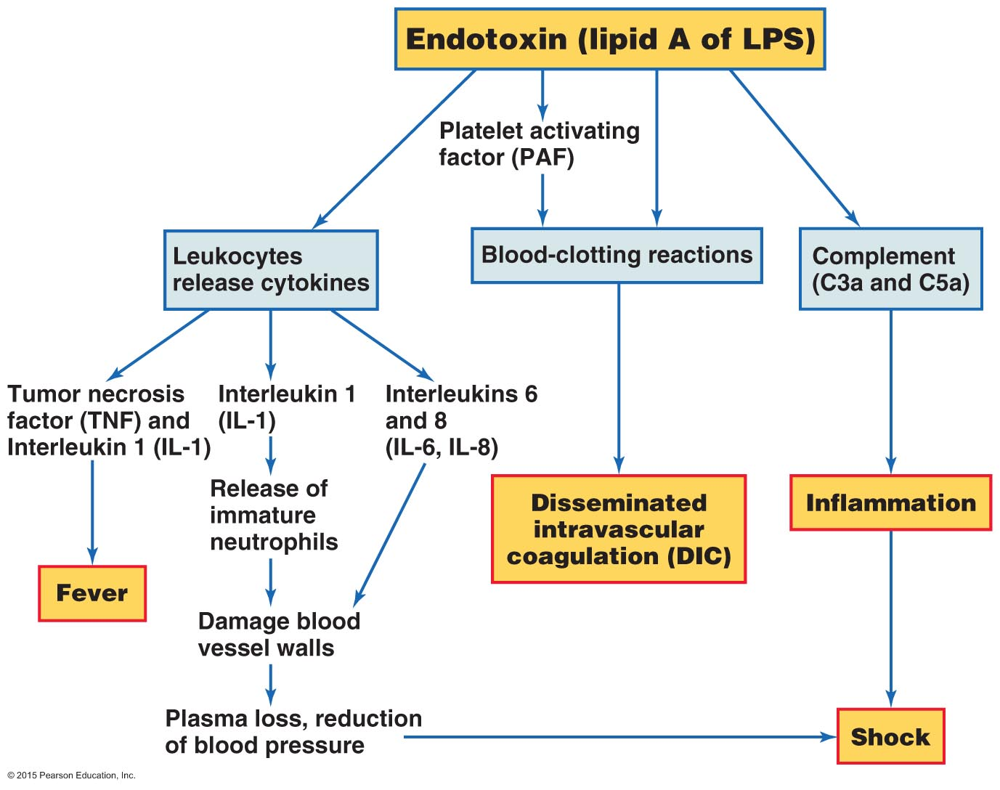 Endotoxin (lipid A of LPS)
Platelet activating
factor (PAF)
Leukocytes
release cytokines
Blood-clotting reactions
Complement
(C3a and C5a)
Tumor necrosis
factor (TNF) and
Interleukin 1 (IL-1)
Interleukin 1
(IL-1)
Interleukins 6
and 8
(IL-6, IL-8)
Release of
immature
neutrophils
Disseminated
intravascular
coagulation (DIC)
Inflammation
Fever
Damage blood
vessel walls
Plasma loss, reduction
of blood pressure
Shock
© 2015 Pearson Education, Inc.